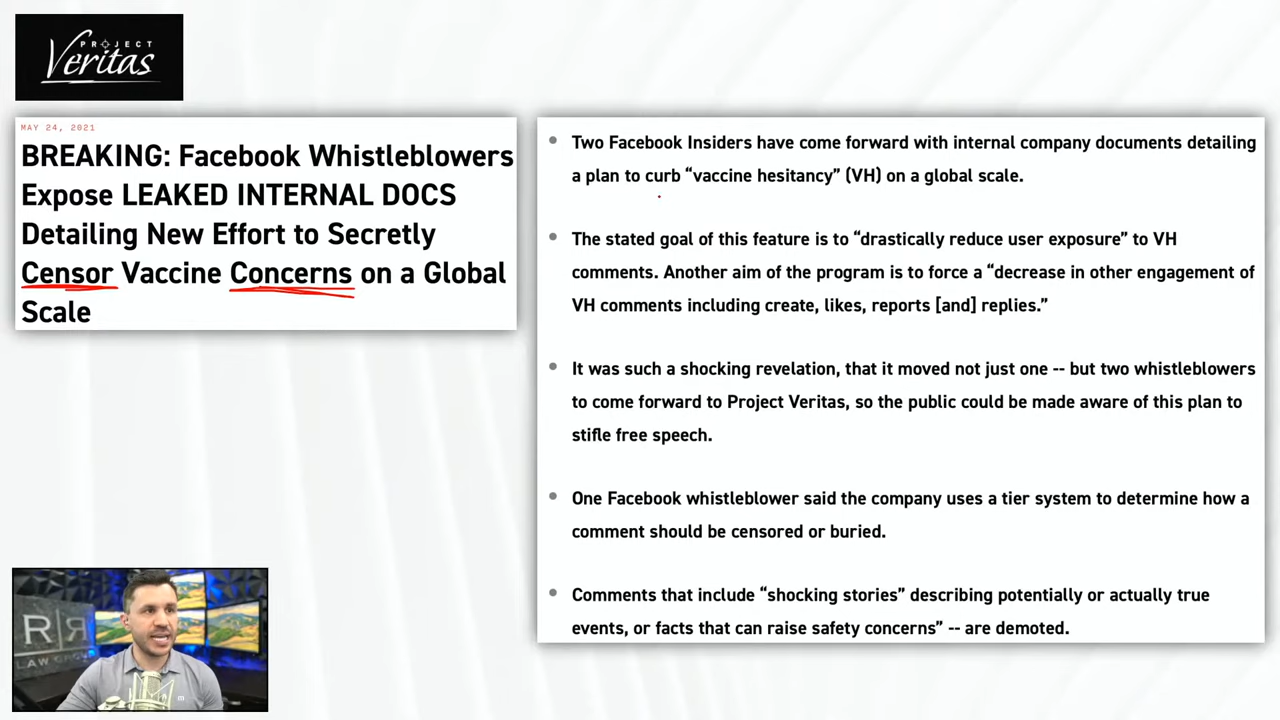 PROJECT
Veritas
MAY 24, 2021
BREAKING: Facebook Whistleblowers
Expose LEAKED INTERNAL DOCS
Detailing New Effort to Secretly
Censor Vaccine Concerns on a Global
Scale
• Two Facebook Insiders have come forward with internal company documents detailing
a plan to curb “vaccine hesitancy” (VH) on a global scale.
• The stated goal of this feature is to “drastically reduce user exposure” to VH
comments. Another aim of the program is to force a “decrease in other engagement of
VH comments including create, likes, reports [and] replies.”
• It was such a shocking revelation, that it moved not just one -- but two whistleblowers
to come forward to Project Veritas, so the public could be made aware of this plan to
stifle free speech.
• One Facebook whistleblower said the company uses a tier system to determine how a
comment should be censored or buried.
• Comments that include “shocking stories” describing potentially or actually true
events, or facts that can raise safety concerns” -- are demoted.
R R
LAW GRO